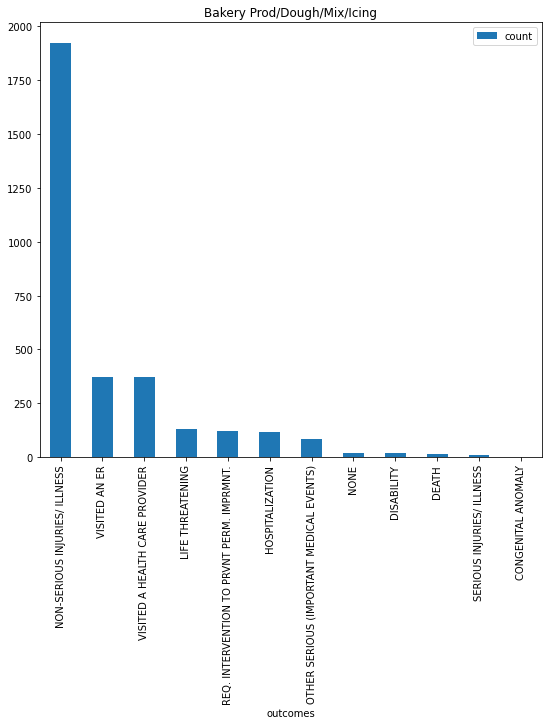 Bakery Prod/Dough/Mix/Icing
count
2000
1750
1500
1250
1000
750
500
250
0
NON-SERIOUS INJURIES/ ILLNESS
VISITED AN ER
VISITED A HEALTH CARE PROVIDER
LIFE THREATENING
REQ. INTERVENTION TO PRVNT PERM. IMPRMNT.
HOSPITALIZATION
OTHER SERIOUS (IMPORTANT MEDICAL EVENTS)
NONE
DISABILITY
DEATH
SERIOUS INJURIES/ ILLNESS
CONGENITAL ANOMALY
outcomes